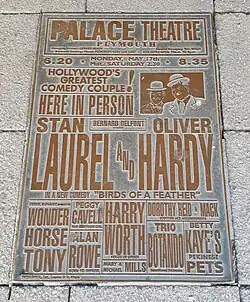 PALACE THEATRE
PLYMOUTH
6·20 MONDAY, MAY. 17th 8·35
MAT. SATURDAY 2.30
HOLLYWOOD'S
GREATEST
COMEDY COUPLE!
HERE IN PERSON
STAN BERNARD DELFONT OLIVER
LAUREL AND HARDY
IN A NEW COMEDY "BIRDS OF A FEATHER"
WONDER
HORSE
TONY
PEGGY
CAVELL
ALAN
ROWE
HARRY
WORTH
MARY &
MICHAEL MILLS
DOROTHY REID & MACK
TRIO
BOTANDO
BETTY
KAYE'S
PEKINESE
PETS